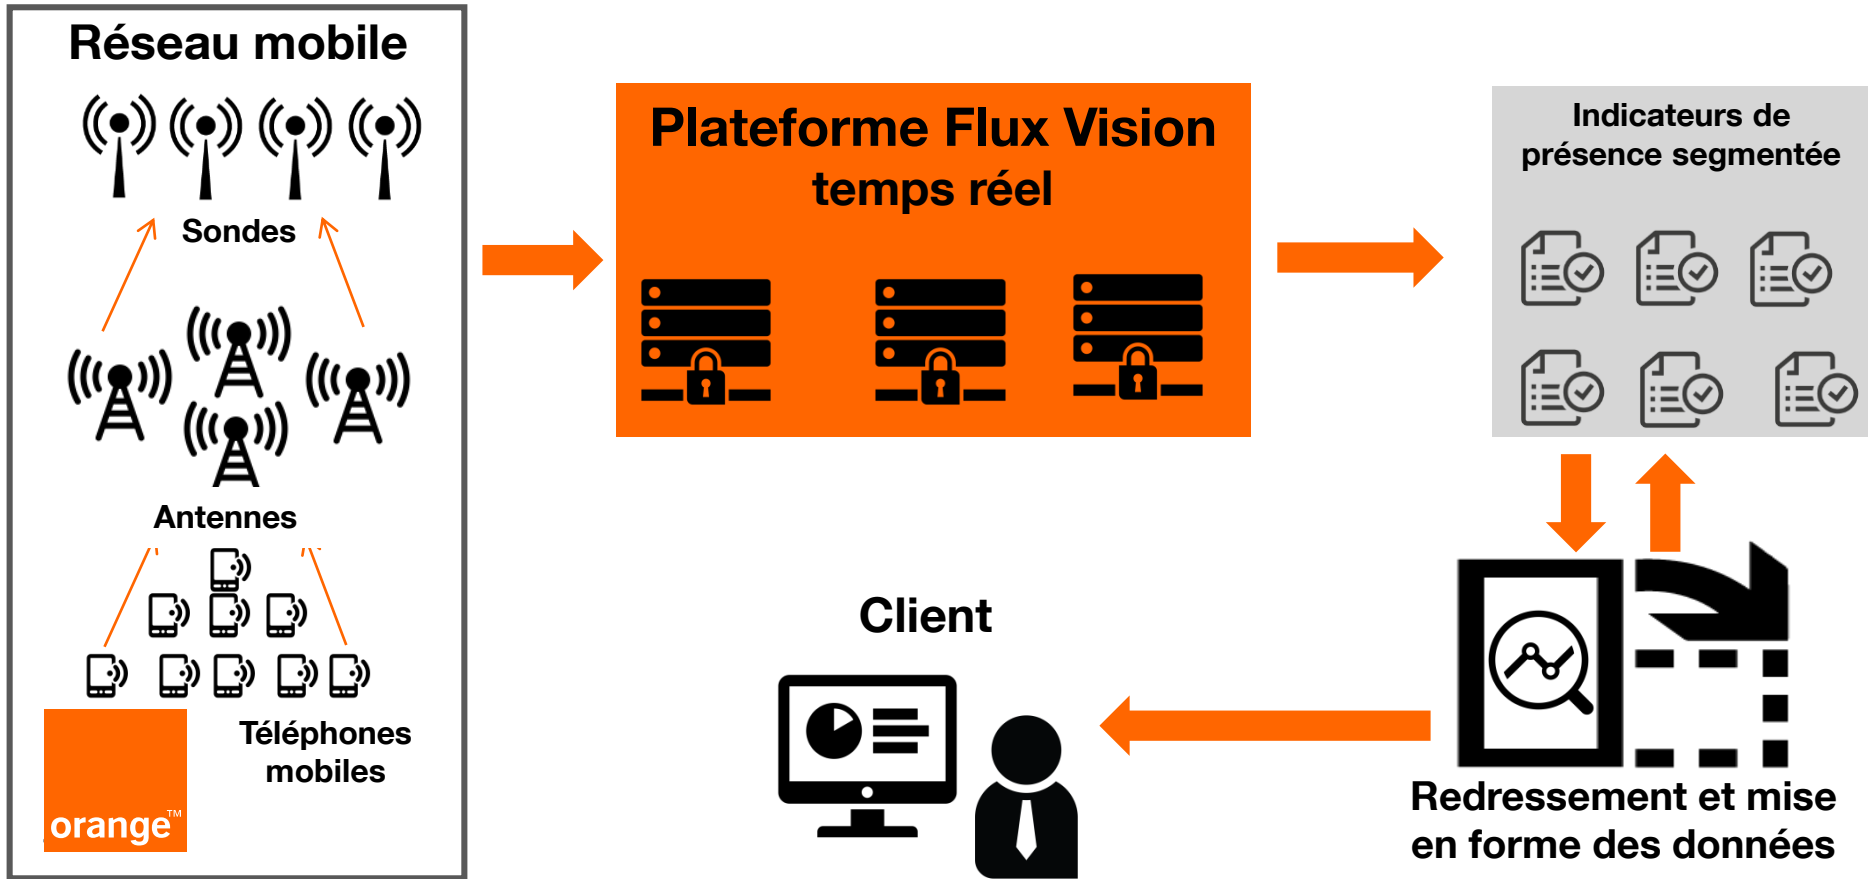 Réseau mobile
Sondes
Antennes
Téléphones
mobiles
orange™
Plateforme Flux Vision
temps réel
Indicateurs de
présence segmentée
Client
Redressement et mise
en forme des données